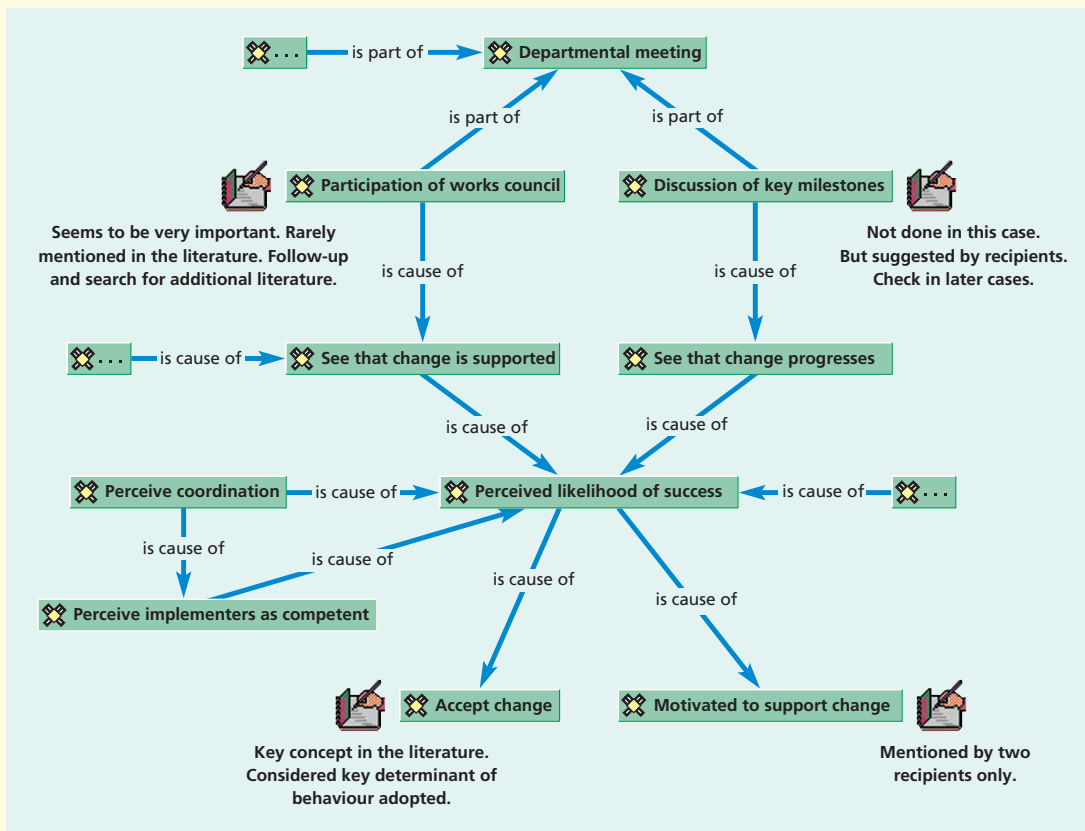 ... is part of Departmental meeting
is part of is part of
Participation of works council Discussion of key milestones
Seems to be very important. Rarely
mentioned in the literature. Follow-up
and search for additional literature.
Not done in this case.
But suggested by recipients.
Check in later cases.
is cause of is cause of
... is cause of See that change is supported See that change progresses
is cause of is cause of
Perceive coordination is cause of Perceived likelihood of success is cause of ...
is cause of is cause of is cause of is cause of
Perceive implementers as competent
Accept change Motivated to support change
Key concept in the literature.
Considered key determinant of
behaviour adopted.
Mentioned by two
recipients only.